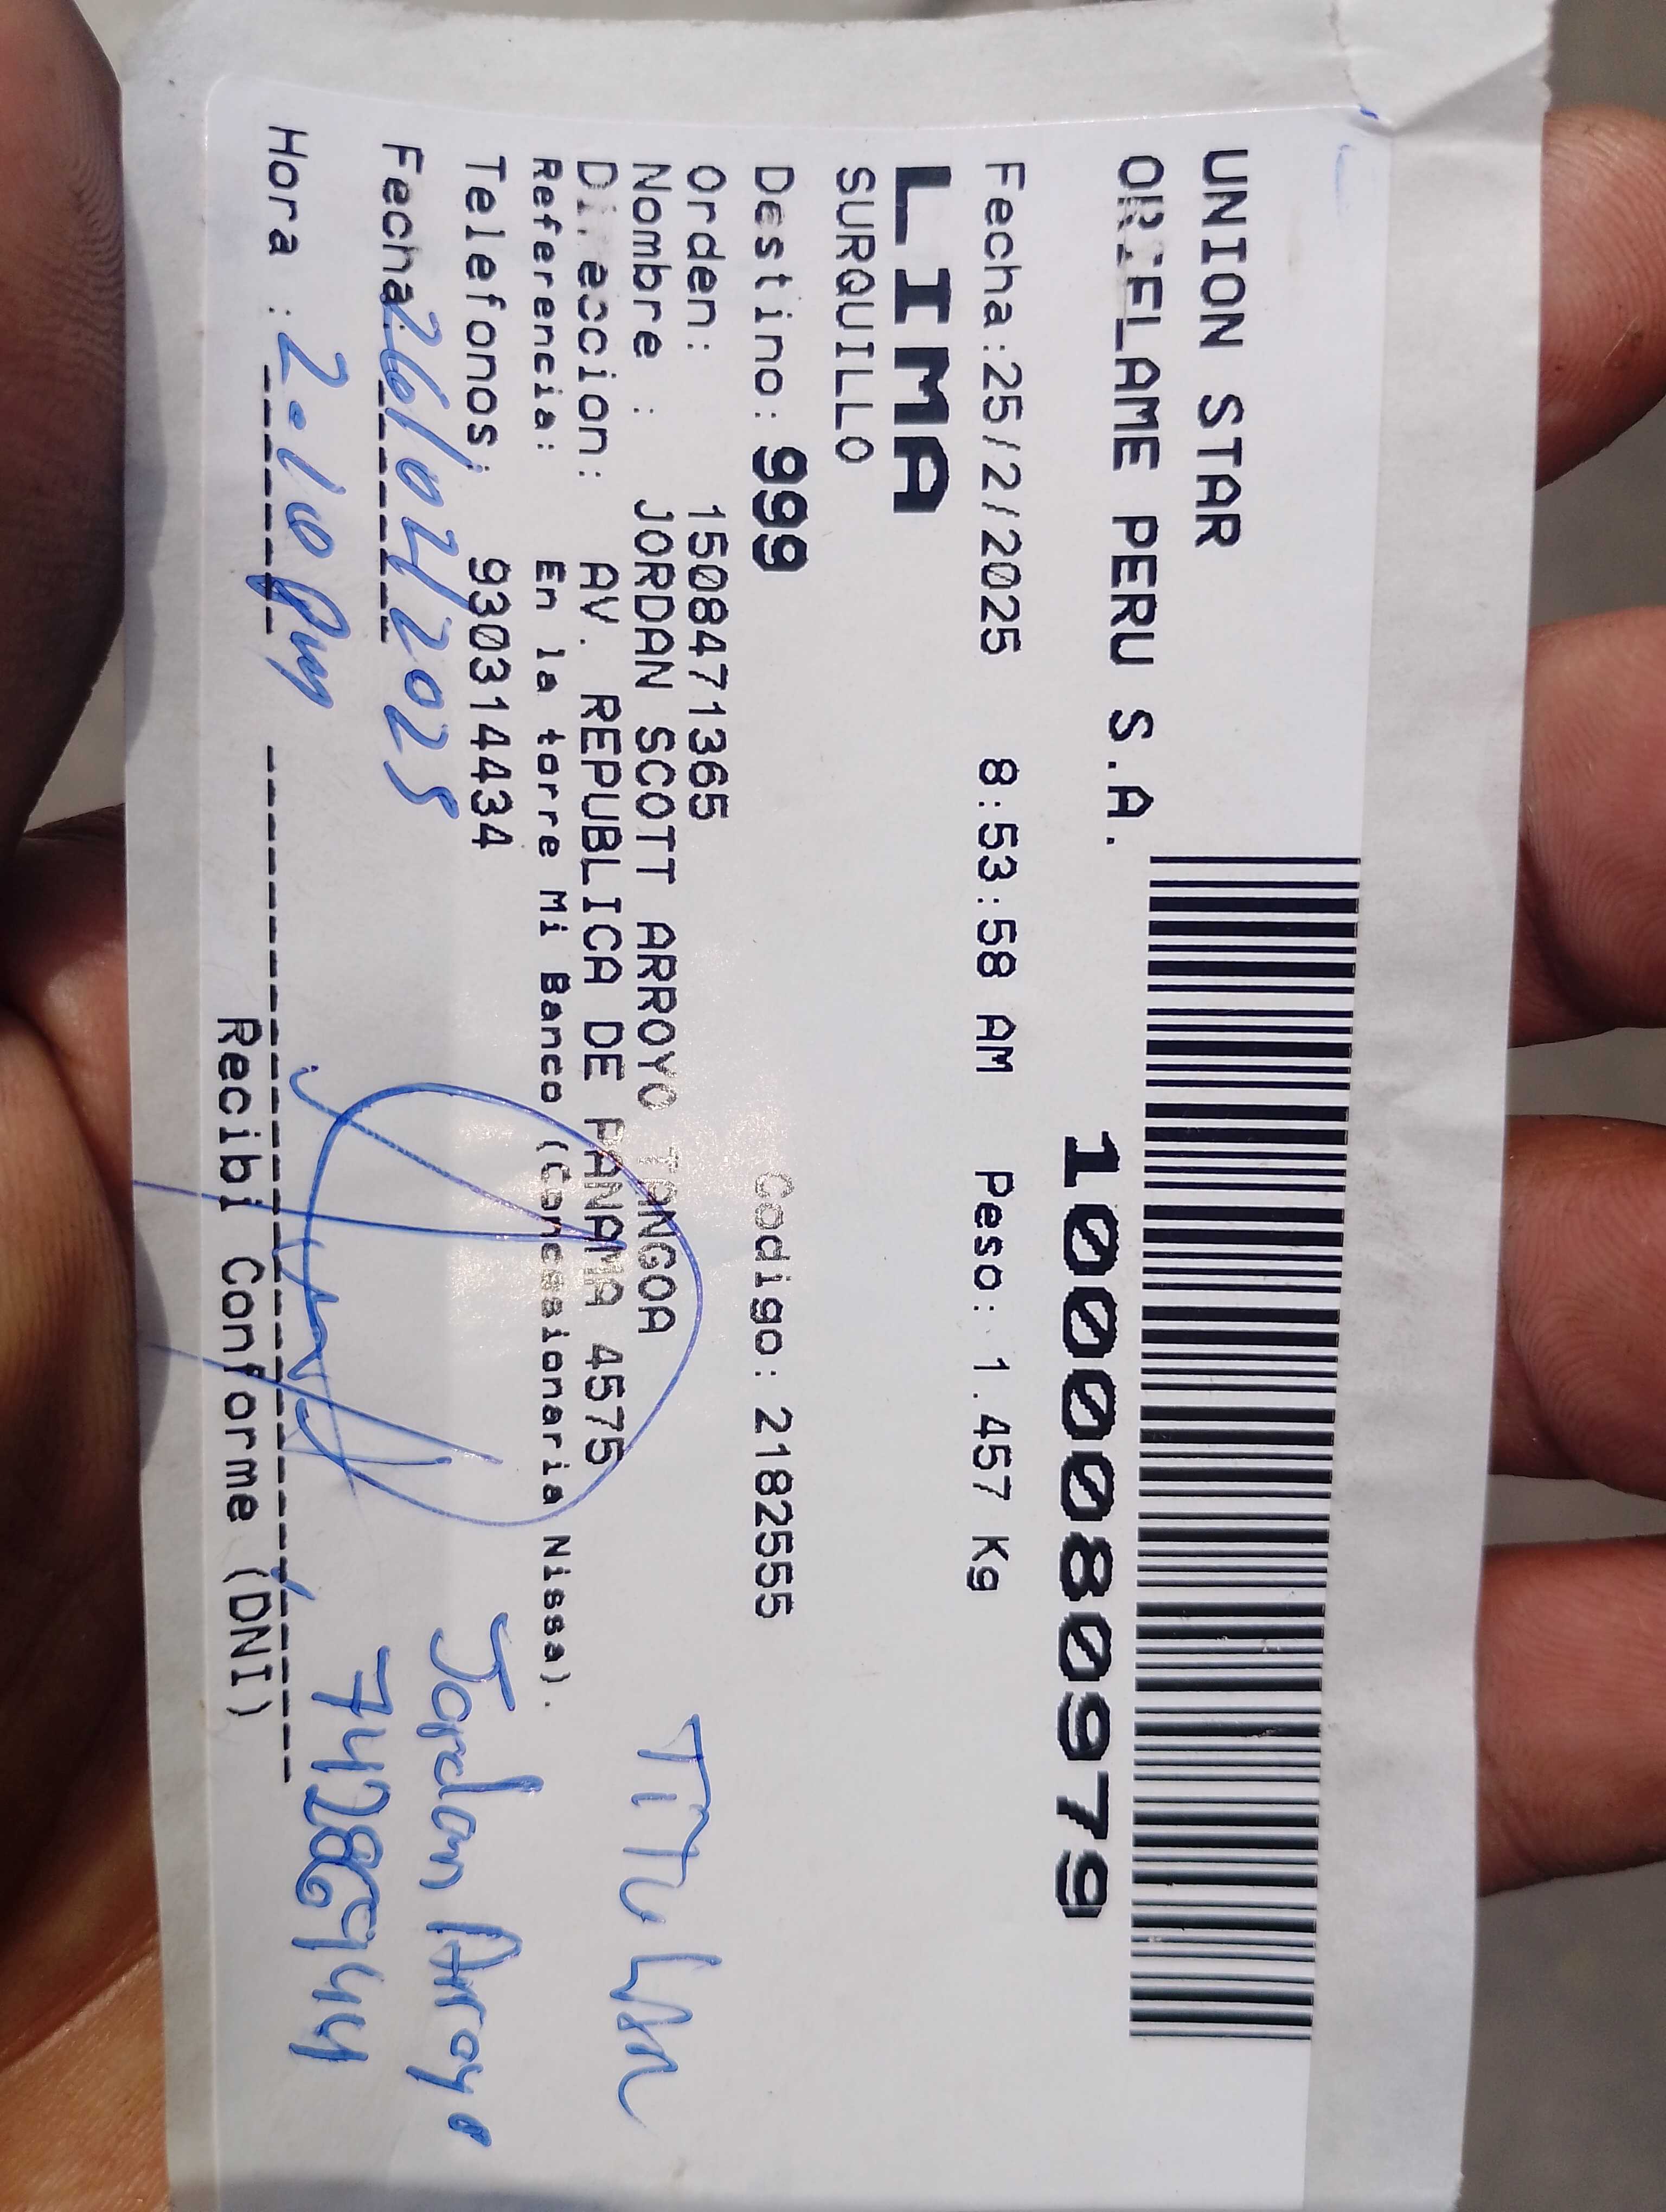 UNION STAR
ORIFLAME PERU S.A.
1000080979
Fecha:25/2/2025 8:53:58 AM Peso: 1.457 Kg
LIMA
SURQUILLO
Destino: 999 Codigo: 2182555
Orden: 1508471365
Nombre : JORDAN SCOTT ARROYO TANGOA
Direccion: AV. REPUBLICA DE PANAMA 4575
Referencia: En la torre Mi Banco (Concesionaria Nissa).
Telefonos: 930314434
TiTular
Fecha: 26/02/2025
Jordan Arroyo
Hora : 2:10 Pm
74286944
Recibi Conforme (DNI)